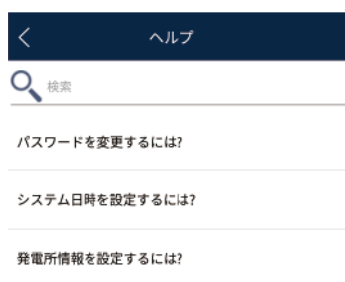 ヘルプ
検索
パスワードを変更するには?
システム日時を設定するには?
発電所情報を設定するには?